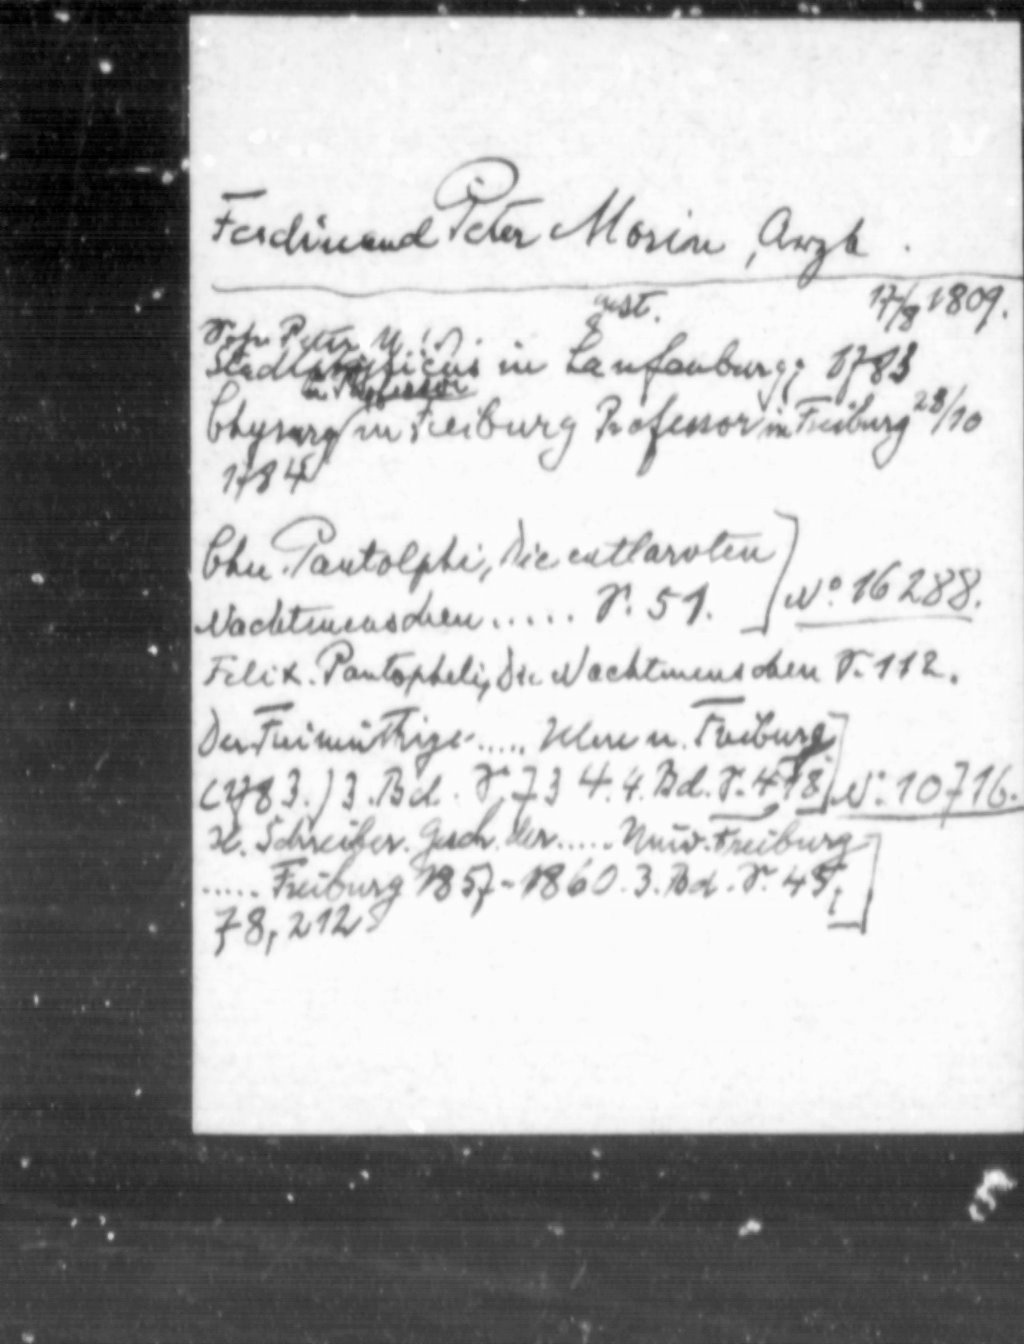 Ferdinand Peter Morin, Arzt.
gest. 17/8 1809.
Peter
Stadtphysicus in Laufenburg; 1783
Chyrurg in Freiburg Professor in Freiburg 28/10
1784
Chu. Pantolphi, Die entlarvten
Nachtmenschen ..... S. 51. ] No. 16288.
Felix. Pantopheli, Die Nachtmenschen S. 112.
Der Freimüthige ..... Ulm u. Freiburg
(1783.) 3. Bd. S. 734. 4. Bd. S. 418 ] No. 10716.
H. Schreiber. Gesch. der ..... Univ. Freiburg
..... Freiburg 1857-1860. 3. Bd. S. 45,
78, 212